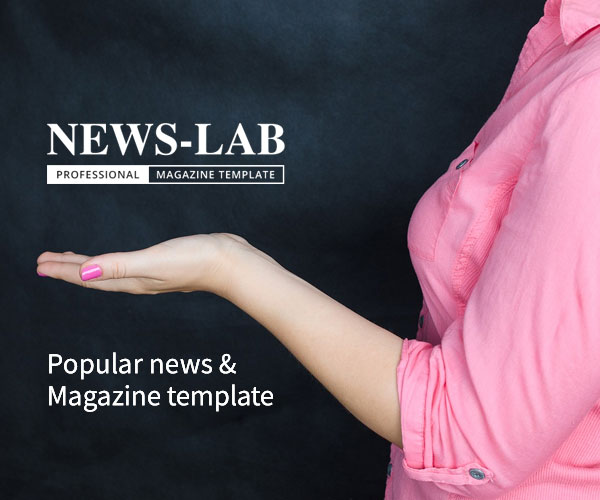 NEWS-LAB
PROFESSIONAL MAGAZINE TEMPLATE
Popular news &
Magazine template